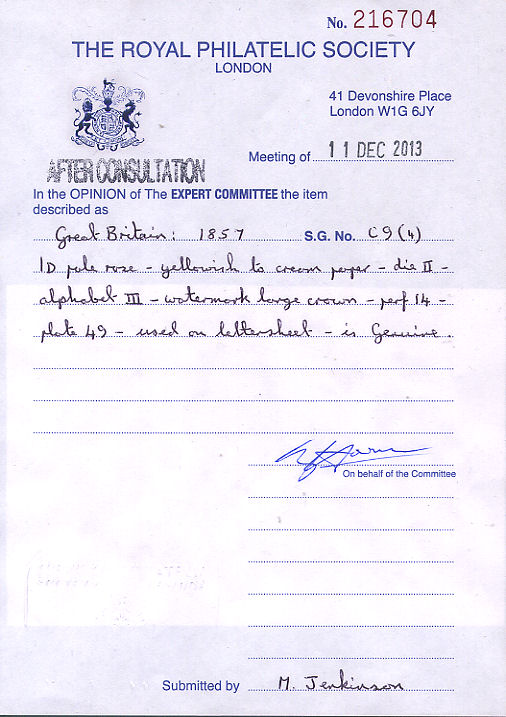 No. 216704
THE ROYAL PHILATELIC SOCIETY
LONDON
41 Devonshire Place
London W1G 6JY
Meeting of 11 DEC 2013
AFTER CONSULTATION
In the OPINION of The EXPERT COMMITTEE the item
described as
Great Britain: 1857 S.G. No. C9(4)
1D pale rose - yellowish to cream paper - die II -
alphabet III - watermark large crown - perf 14 -
plate 49 - used on lettersheet - is Genuine.
On behalf of the Committee
Submitted by M. Jenkinson